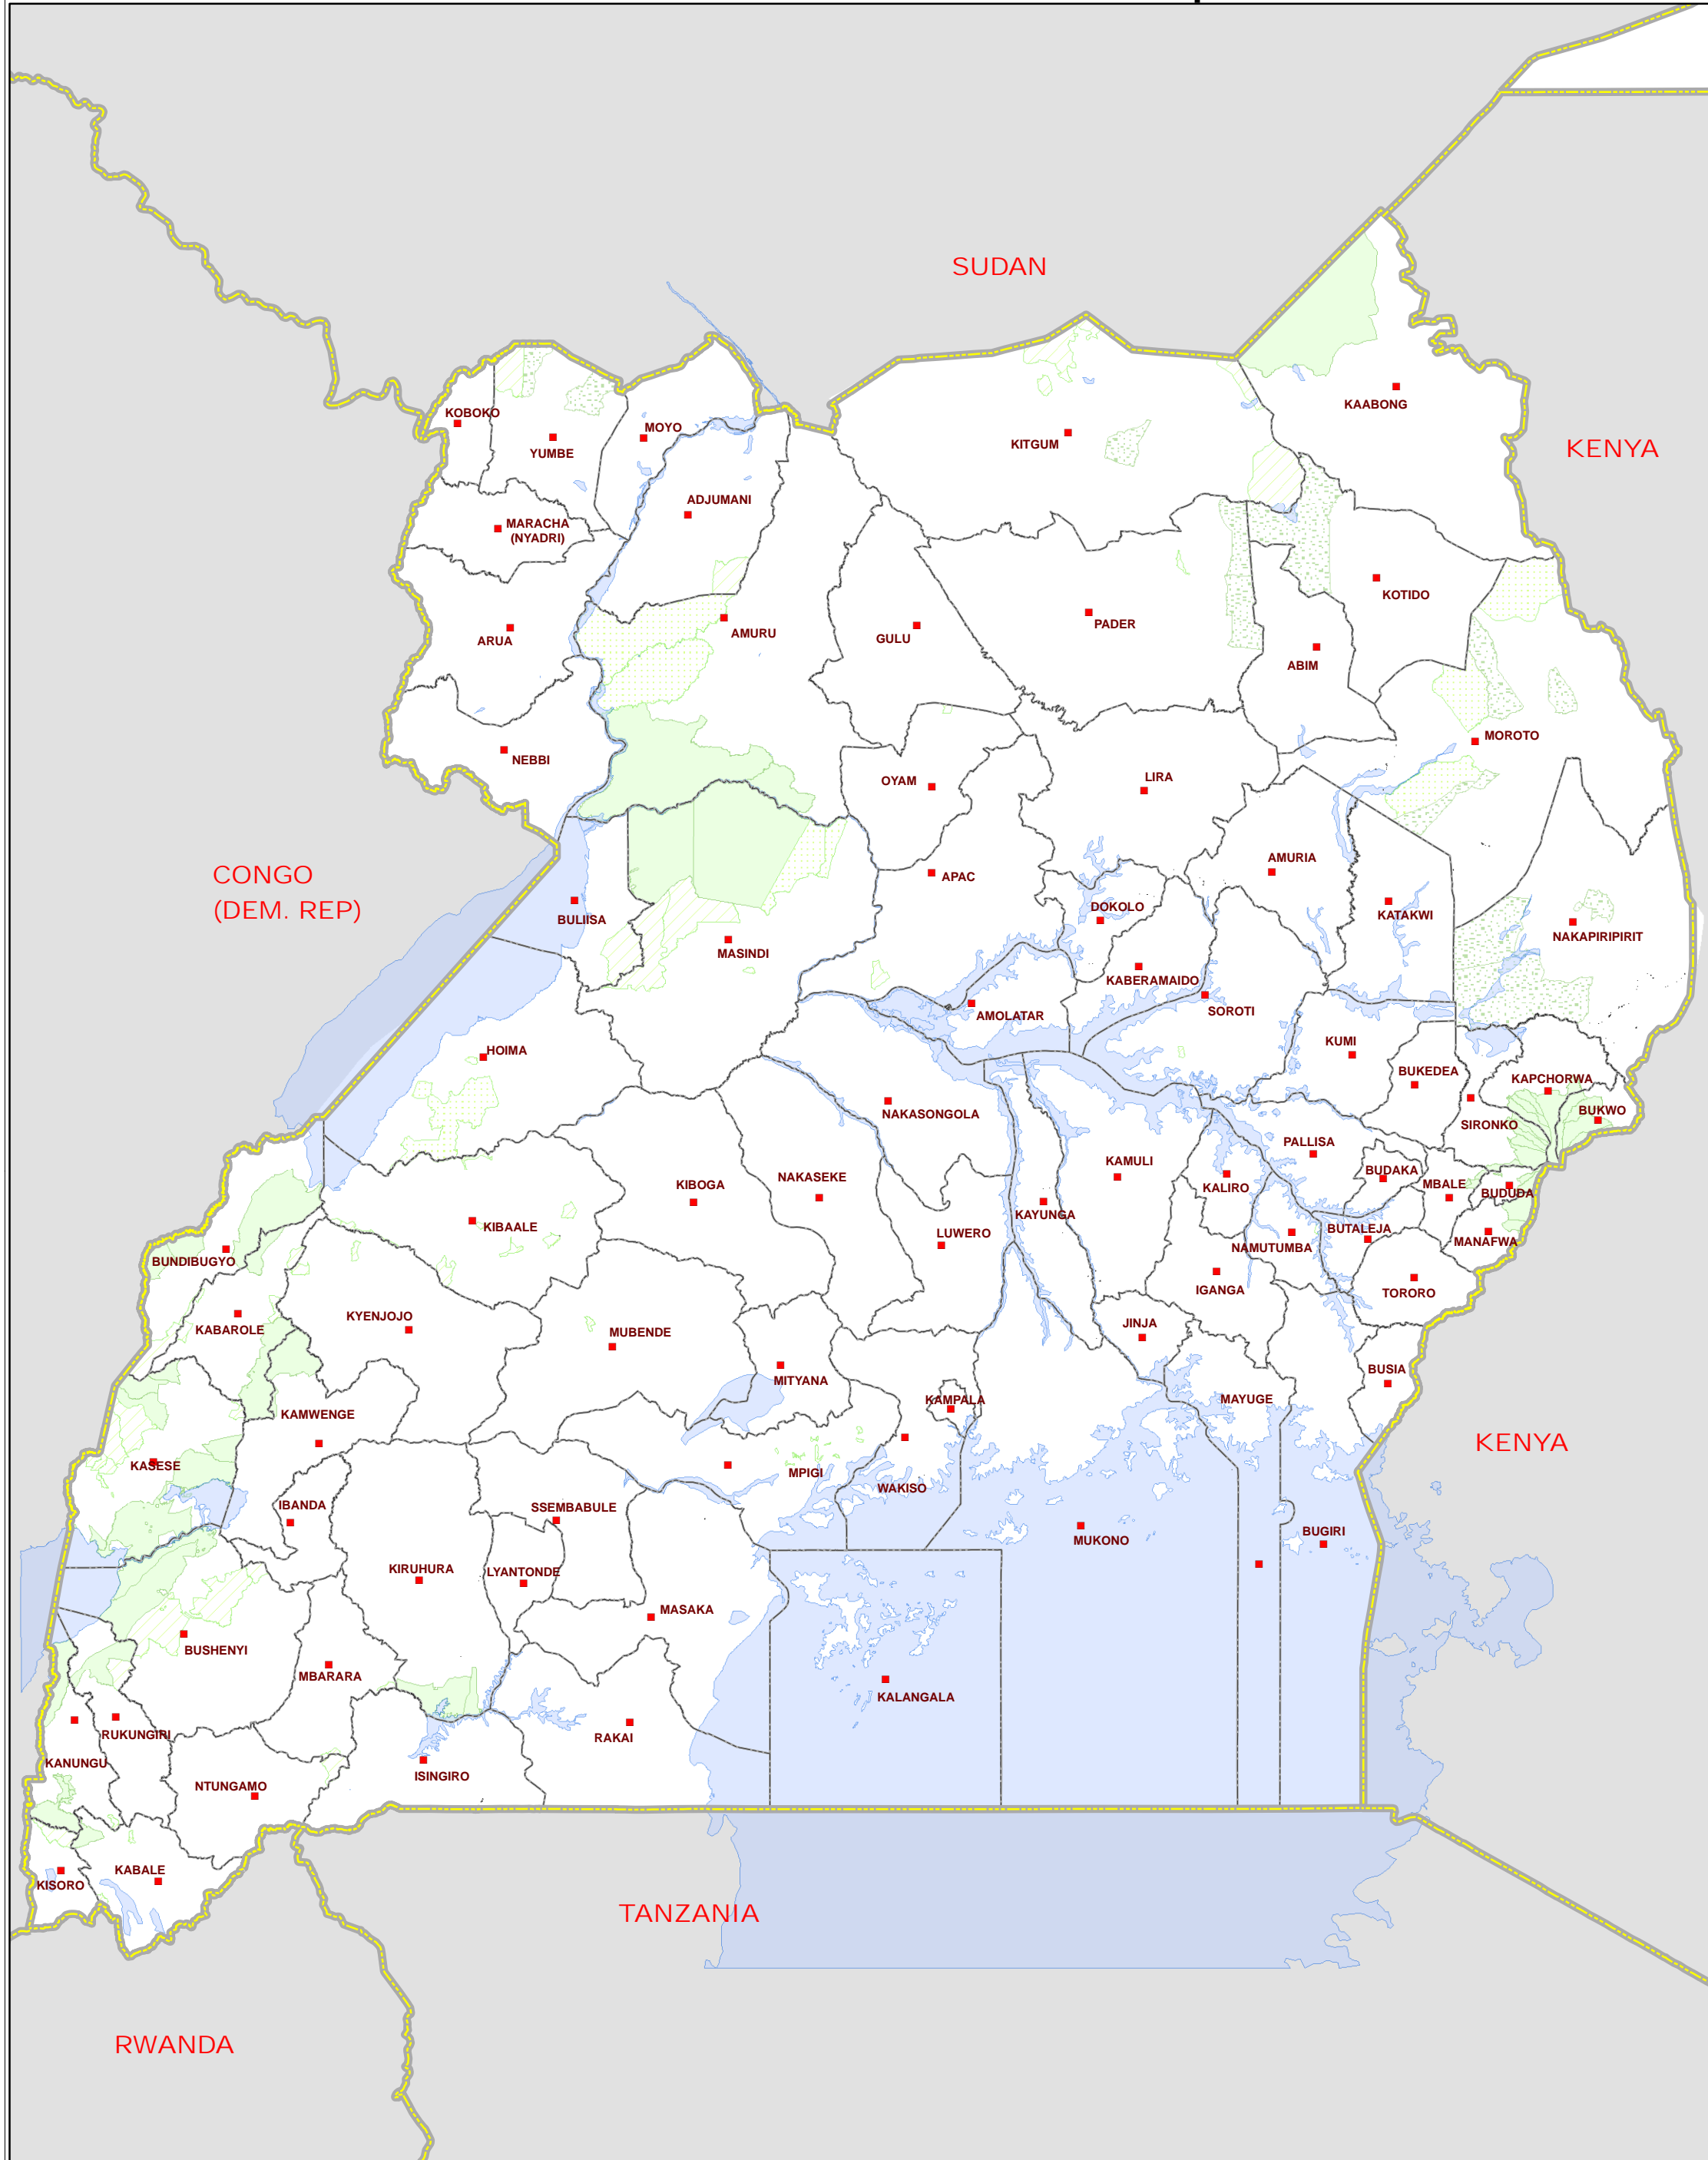 SUDAN
KENYA
KAABONG
KOBOKO
YUMBE
MOYO
KITGUM
ADJUMANI
MARACHA
(NYADRI)
KOTIDO
ARUA
AMURU
GULU
PADER
ABIM
NEBBI
MOROTO
OYAM
LIRA
AMURIA
CONGO
(DEM. REP)
APAC
BULIISA
DOKOLO
KATAKWI
NAKAPIRIPIRIT
MASINDI
KABERAMAIDO
AMOLATAR
SOROTI
HOIMA
KUMI
BUKEDEA
KAPCHORWA
NAKASONGOLA
BUKWO
SIRONKO
PALLISA
KAMULI
BUDAKA
KIBOGA
NAKASEKE
KALIRO
MBALE
BUDUDA
KIBAALE
KAYUNGA
LUWERO
BUTALEJA
MANAFWA
NAMUTUMBA
BUNDIBUGYO
IGANGA
TORORO
KABAROLE
KYENJOJO
MUBENDE
JINJA
MITYANA
BUSIA
KAMPALA
MAYUGE
KAMWENGE
KENYA
KASESE
MPIGI
WAKISO
IBANDA
SSEMBABULE
BUGIRI
MUKONO
KIRUHURA
LYANTONDE
MASAKA
BUSHENYI
MBARARA
KALANGALA
RUKUNGIRI
RAKAI
KANUNGU
ISINGIRO
NTUNGAMO
KABALE
KISORO
TANZANIA
RWANDA